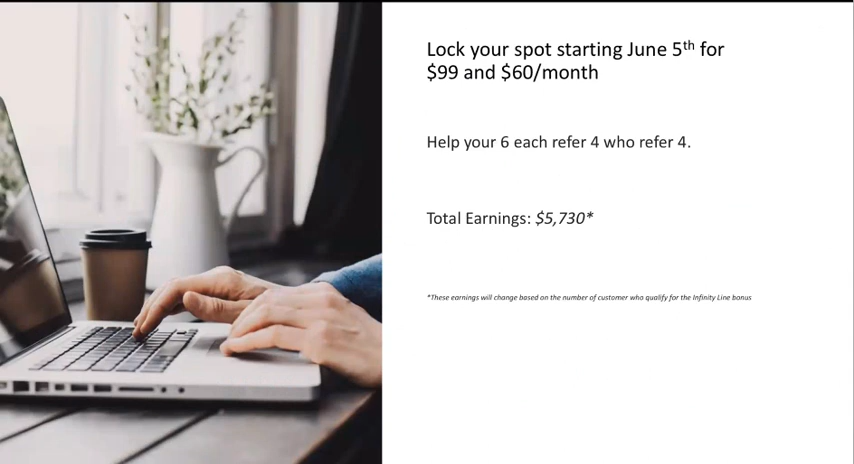 Lock your spot starting June 5th for
$99 and $60/month
Help your 6 each refer 4 who refer 4.
Total Earnings: $5,730*
*These earnings will change based on the number of customer who qualify for the Infinity Line bonus